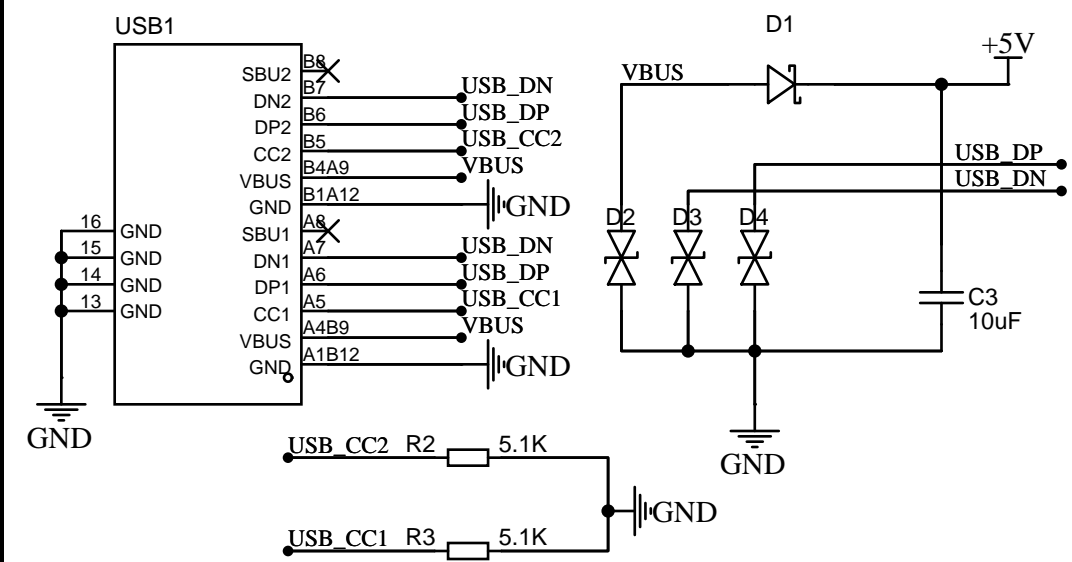 USB1
D1
+5V
SBU2 B8
VBUS
DN2 B7 USB_DN
DP2 B6 USB_DP
CC2 B5 USB_CC2
VBUS B4A9 VBUS
GND B1A12 GND
USB_DP
USB_DN
D2 D3 D4
16 GND
SBU1 A8
15 GND
DN1 A7 USB_DN
14 GND
DP1 A6 USB_DP
13 GND
CC1 A5 USB_CC1
VBUS A4B9 VBUS
GND A1B12 GND
C3
10uF
GND
GND
USB_CC2 R2 5.1K
GND
USB_CC1 R3 5.1K